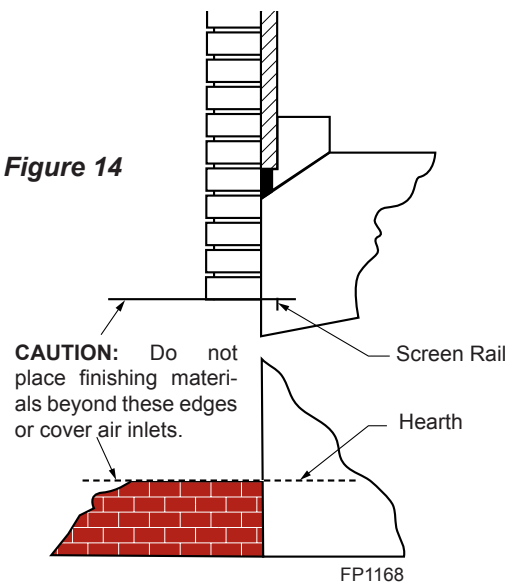 Figure 14
CAUTION: Do not
place finishing materi-
als beyond these edges
or cover air inlets.
Screen Rail
Hearth
FP1168